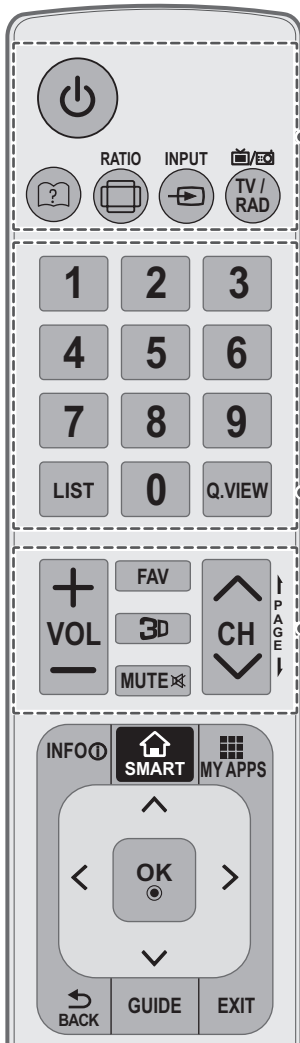 RATIO INPUT
?
TV /
RAD
1 2 3
4 5 6
7 8 9
LIST 0 Q.VIEW
+ FAV
VOL 3D CH PAGE
− MUTE
INFO SMART MY APPS
OK
BACK GUIDE EXIT